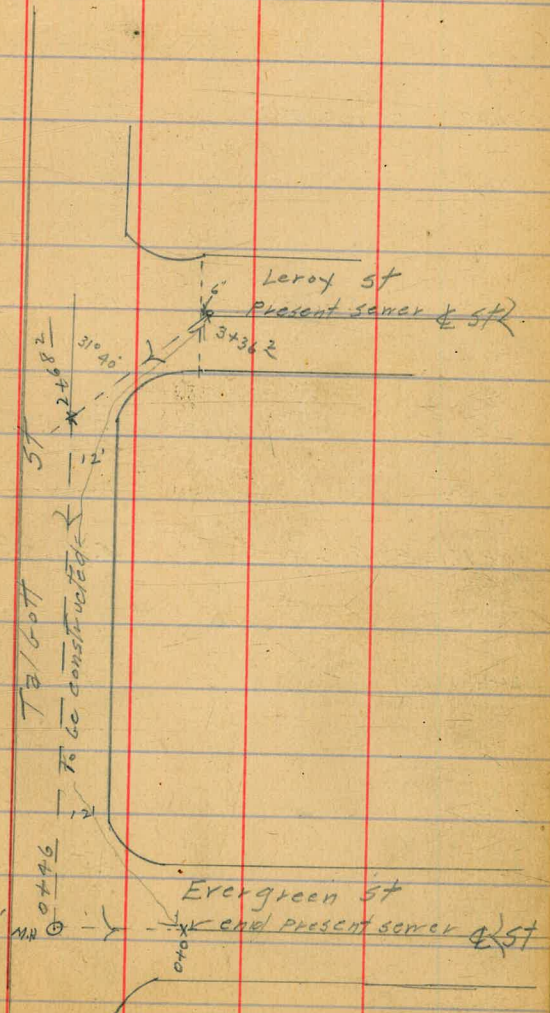 Leroy St
6'
Present sewer ℄ St
3+36 2
31° 40'
2+68 2
12'
Talbott St
To be constructed
12'
0+46
M.H.
Evergreen St
end present sewer ℄ St
0+0